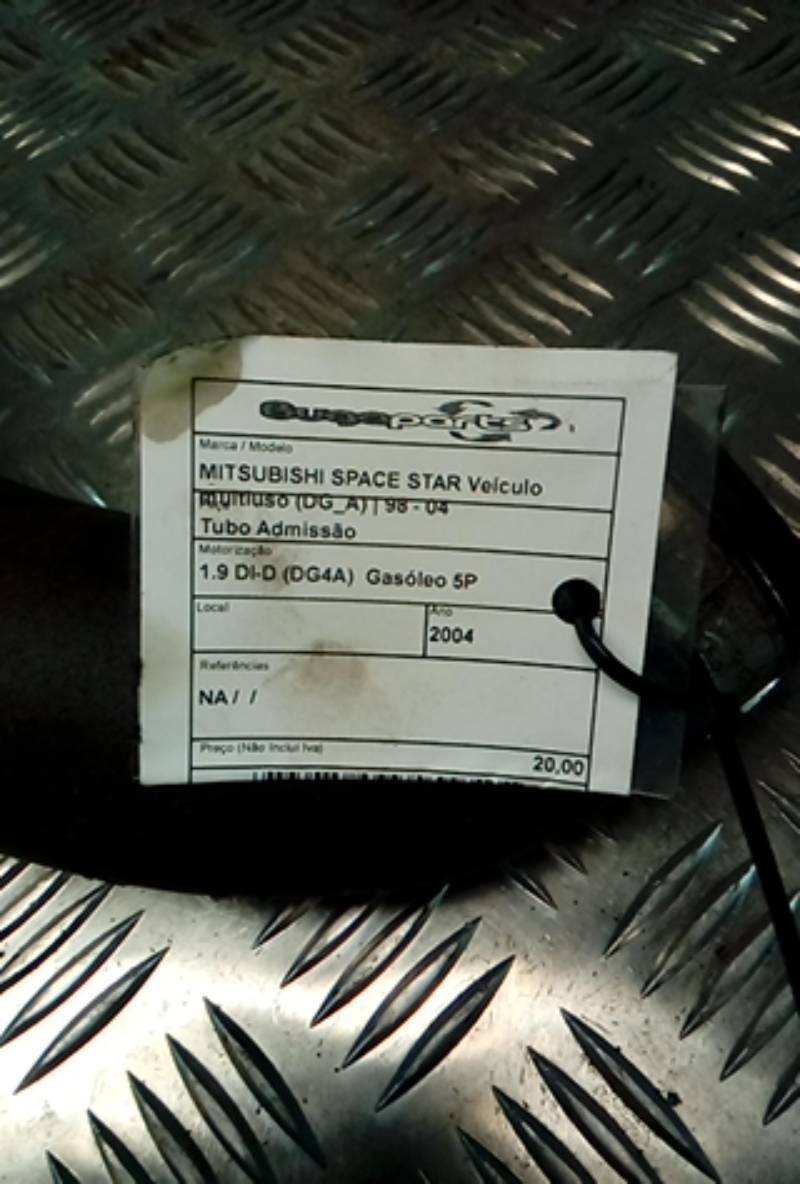 Eugaparts
Marca / Modelo
MITSUBISHI SPACE STAR Veículo
multiuso (DG_A) | 98 - 04
Tubo Admissão
Motorização
1.9 DI-D (DG4A) Gasóleo 5P
Local
Ano
2004
Referências
NA / /
Preço (Não Inclui Iva)
20,00